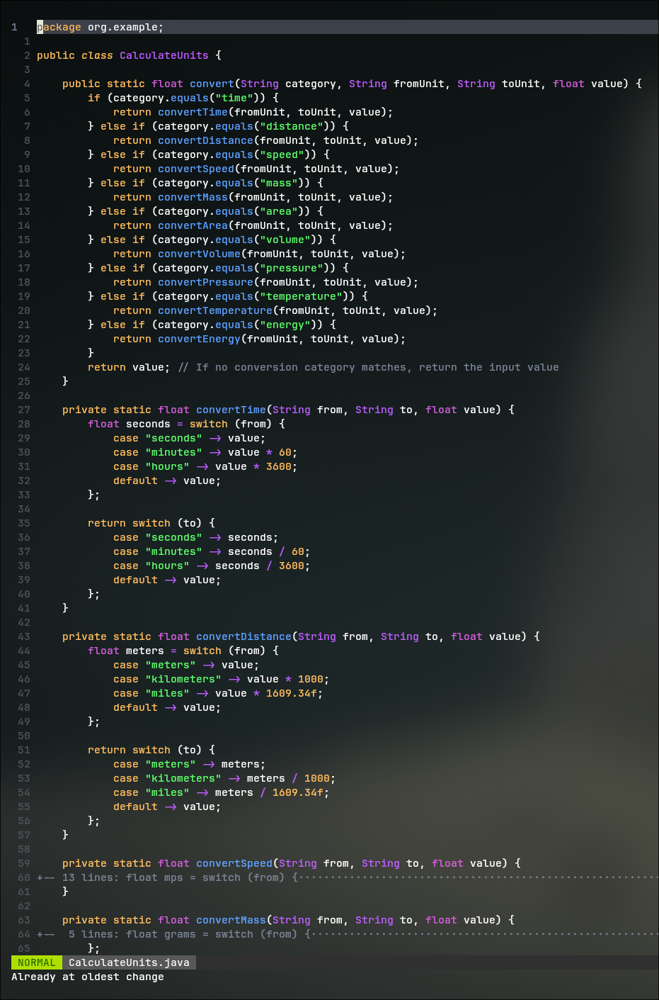 1   package org.example;
  1
  2 public class CalculateUnits {
  3
  4     public static float convert(String category, String fromUnit, String toUnit, float value) {
  5         if (category.equals("time")) {
  6             return convertTime(fromUnit, toUnit, value);
  7         } else if (category.equals("distance")) {
  8             return convertDistance(fromUnit, toUnit, value);
  9         } else if (category.equals("speed")) {
 10             return convertSpeed(fromUnit, toUnit, value);
 11         } else if (category.equals("mass")) {
 12             return convertMass(fromUnit, toUnit, value);
 13         } else if (category.equals("area")) {
 14             return convertArea(fromUnit, toUnit, value);
 15         } else if (category.equals("volume")) {
 16             return convertVolume(fromUnit, toUnit, value);
 17         } else if (category.equals("pressure")) {
 18             return convertPressure(fromUnit, toUnit, value);
 19         } else if (category.equals("temperature")) {
 20             return convertTemperature(fromUnit, toUnit, value);
 21         } else if (category.equals("energy")) {
 22             return convertEnergy(fromUnit, toUnit, value);
 23         }
 24         return value; // If no conversion category matches, return the input value
 25     }
 26
 27     private static float convertTime(String from, String to, float value) {
 28         float seconds = switch (from) {
 29             case "seconds" -> value;
 30             case "minutes" -> value * 60;
 31             case "hours" -> value * 3600;
 32             default -> value;
 33         };
 34
 35         return switch (to) {
 36             case "seconds" -> seconds;
 37             case "minutes" -> seconds / 60;
 38             case "hours" -> seconds / 3600;
 39             default -> value;
 40         };
 41     }
 42
 43     private static float convertDistance(String from, String to, float value) {
 44         float meters = switch (from) {
 45             case "meters" -> value;
 46             case "kilometers" -> value * 1000;
 47             case "miles" -> value * 1609.34f;
 48             default -> value;
 49         };
 50
 51         return switch (to) {
 52             case "meters" -> meters;
 53             case "kilometers" -> meters / 1000;
 54             case "miles" -> meters / 1609.34f;
 55             default -> value;
 56         };
 57     }
 58
 59     private static float convertSpeed(String from, String to, float value) {
 60 +-- 13 lines: float mps = switch (from) {·························································
 61     }
 62
 63     private static float convertMass(String from, String to, float value) {
 64 +--  5 lines: float grams = switch (from) {·······················································
 65         };
NORMAL CalculateUnits.java
Already at oldest change